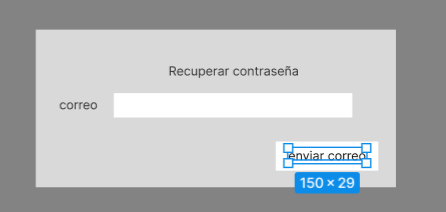 Recuperar contraseña
correo
enviar correo
150 × 29